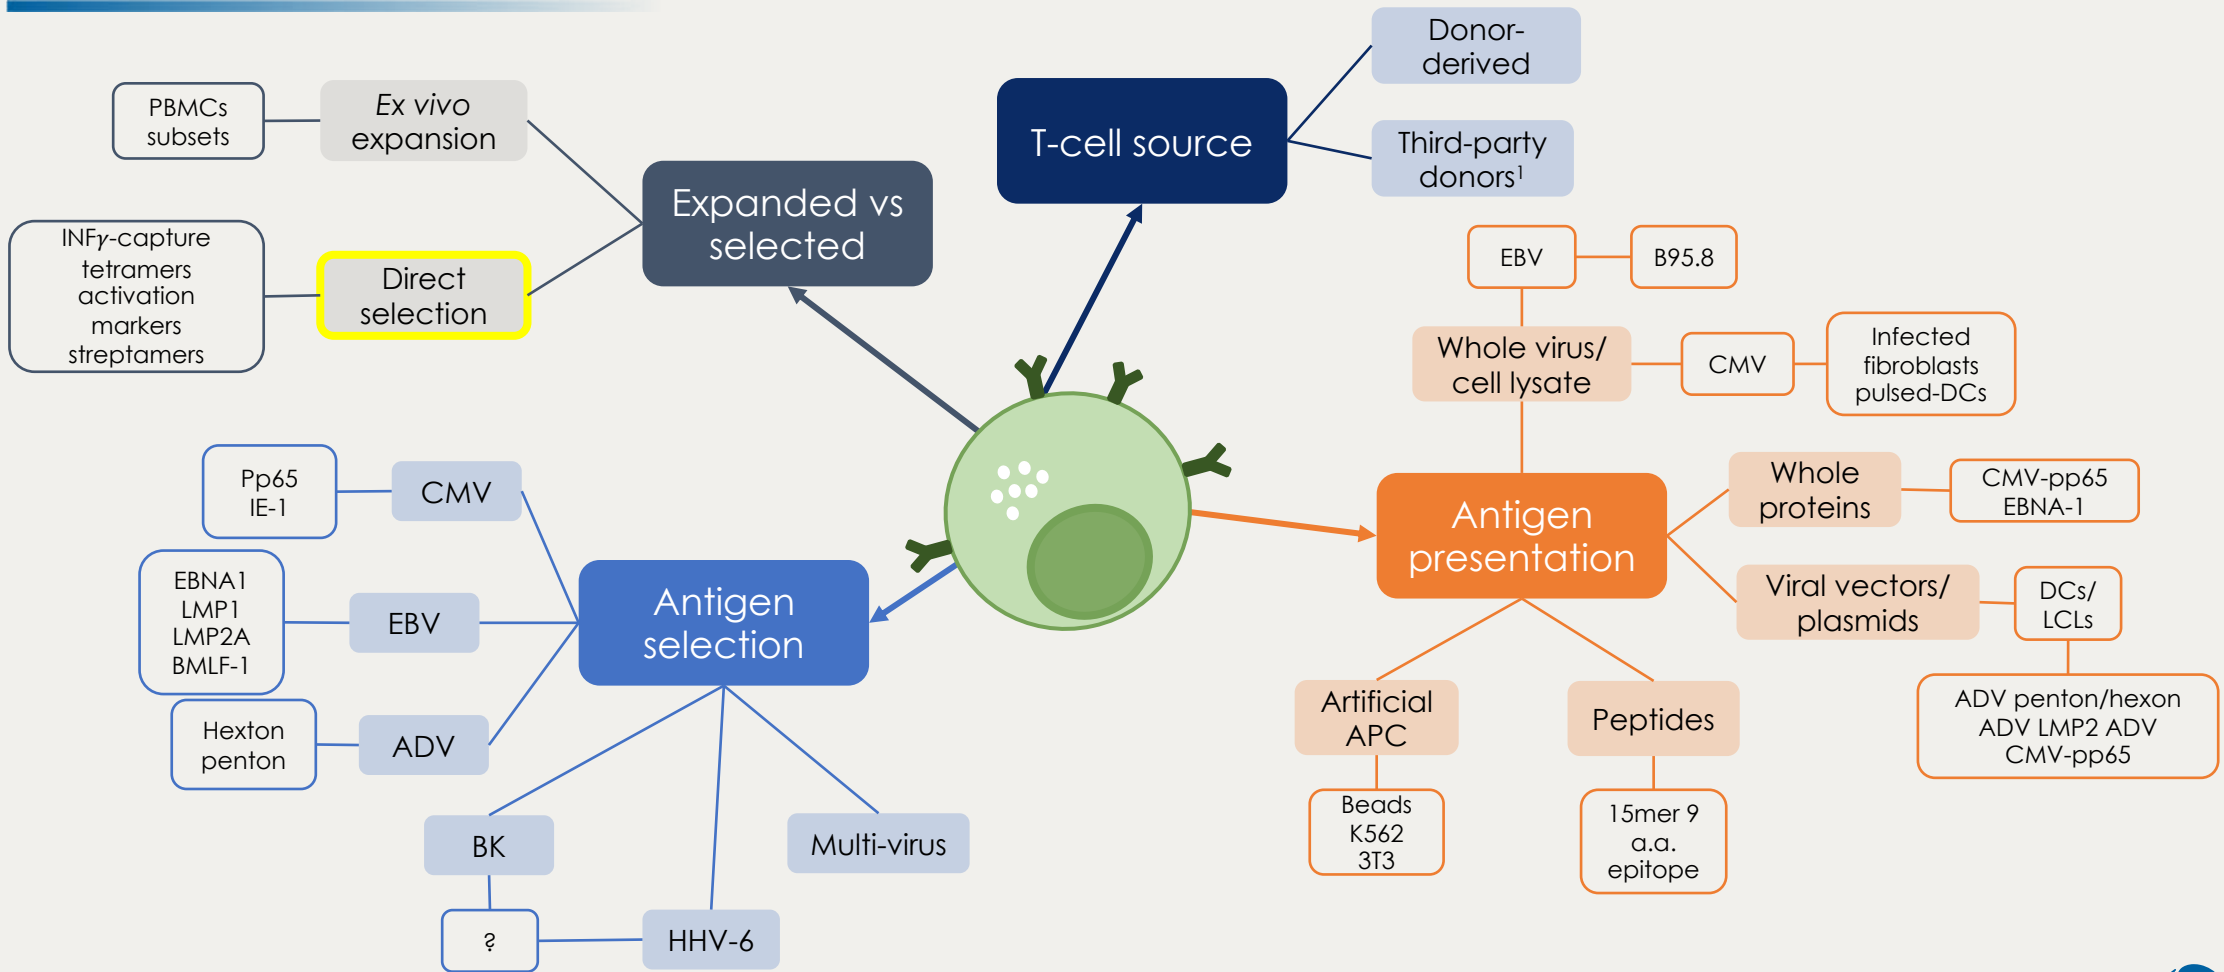 PBMCs
subsets
Ex vivo
expansion
INFγ-capture
tetramers
activation
markers
streptamers
Direct
selection
Expanded vs
selected
T-cell source
Donor-
derived
Third-party
donors¹
EBV
B95.8
Whole virus/
cell lysate
CMV
Infected
fibroblasts
pulsed-DCs
Antigen
presentation
Whole
proteins
CMV-pp65
EBNA-1
Viral vectors/
plasmids
DCs/
LCLs
ADV penton/hexon
ADV LMP2 ADV
CMV-pp65
Artificial
APC
Beads
K562
3T3
Peptides
15mer 9
a.a.
epitope
Pp65
IE-1
CMV
EBNA1
LMP1
LMP2A
BMLF-1
EBV
Hexton
penton
ADV
Antigen
selection
BK
?
HHV-6
Multi-virus